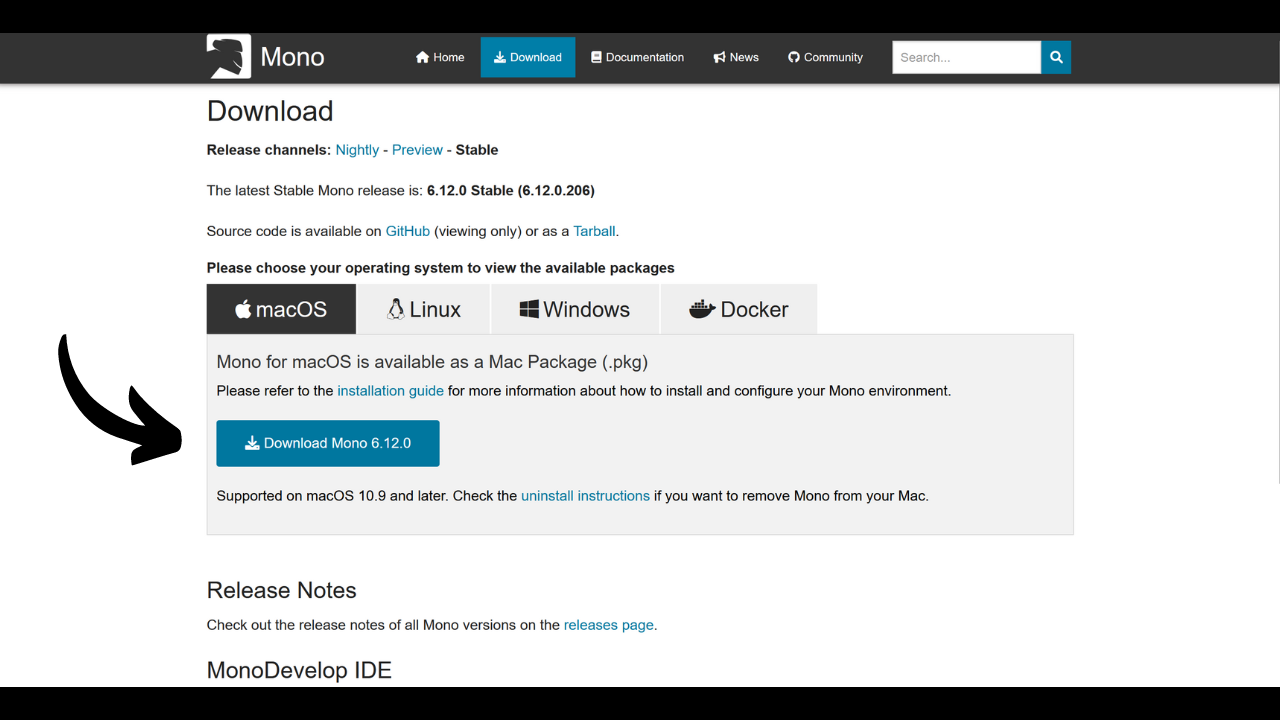 Mono
Home
Download
Documentation
News
Community
Search...
Download
Release channels: Nightly - Preview - Stable
The latest Stable Mono release is: 6.12.0 Stable (6.12.0.206)
Source code is available on GitHub (viewing only) or as a Tarball.
Please choose your operating system to view the available packages
macOS
Linux
Windows
Docker
Mono for macOS is available as a Mac Package (.pkg)
Please refer to the installation guide for more information about how to install and configure your Mono environment.
Download Mono 6.12.0
Supported on macOS 10.9 and later. Check the uninstall instructions if you want to remove Mono from your Mac.
Release Notes
Check out the release notes of all Mono versions on the releases page.
MonoDevelop IDE